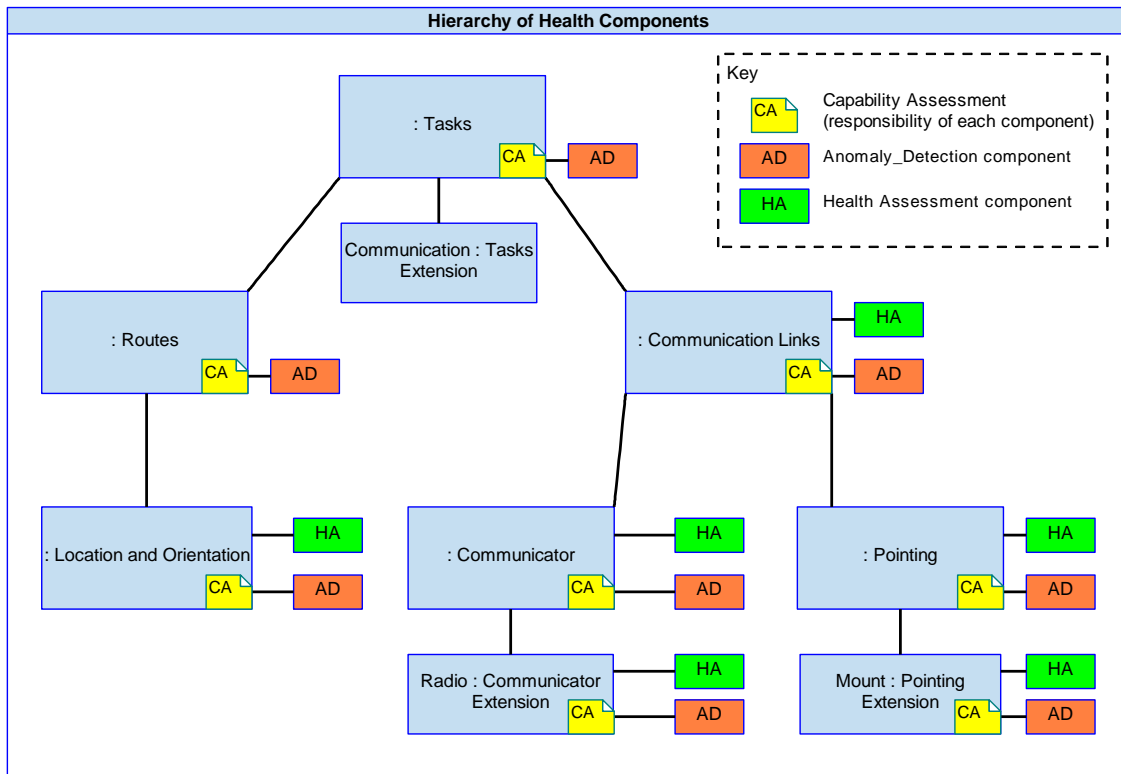 Hierarchy of Health Components
Key
CA
Capability Assessment
(responsibility of each component)
AD
Anomaly_Detection component
HA
Health Assessment component
: Tasks
CA
AD
Communication : Tasks
Extension
: Routes
CA
AD
: Communication Links
HA
CA
AD
: Location and Orientation
HA
CA
AD
: Communicator
HA
CA
AD
: Pointing
HA
CA
AD
Radio : Communicator
Extension
HA
CA
AD
Mount : Pointing
Extension
HA
CA
AD